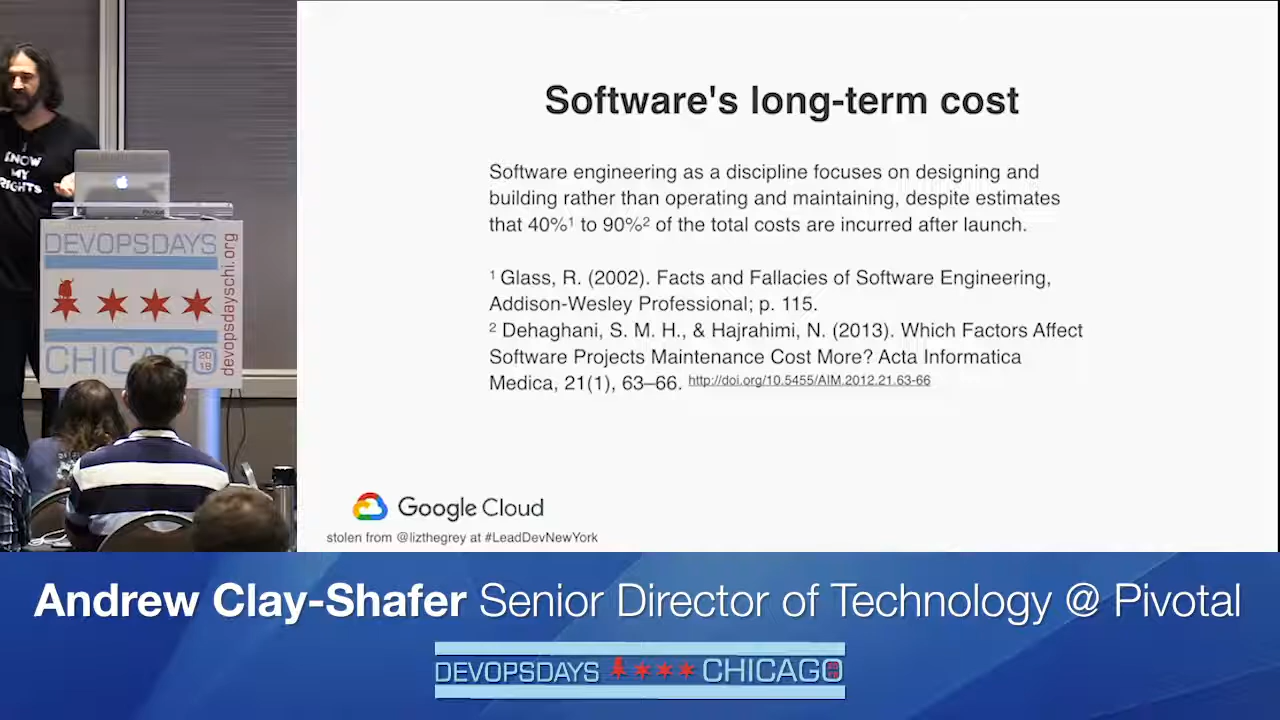 Software's long-term cost
Software engineering as a discipline focuses on designing and
building rather than operating and maintaining, despite estimates
that 40%¹ to 90%² of the total costs are incurred after launch.
¹ Glass, R. (2002). Facts and Fallacies of Software Engineering,
Addison-Wesley Professional; p. 115.
² Dehaghani, S. M. H., & Hajrahimi, N. (2013). Which Factors Affect
Software Projects Maintenance Cost More? Acta Informatica
Medica, 21(1), 63–66. http://doi.org/10.5455/AIM.2012.21.63-66
Google Cloud
stolen from @lizthegrey at #LeadDevNewYork
KNOW
MY
RIGHTS
DEVOPSDAYS
devopsdayschi.org
CHICAGO
Andrew Clay-Shafer Senior Director of Technology @ Pivotal
DEVOPSDAYS CHICAGO